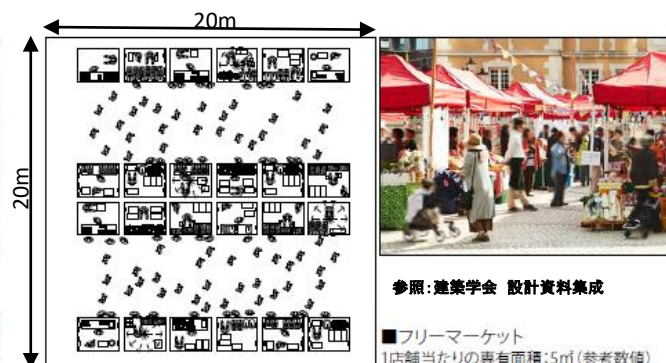 20m
20m
参照：建築学会 設計資料集成
■フリーマーケット
1店舗当たりの専有面積：5㎡（参考数値）